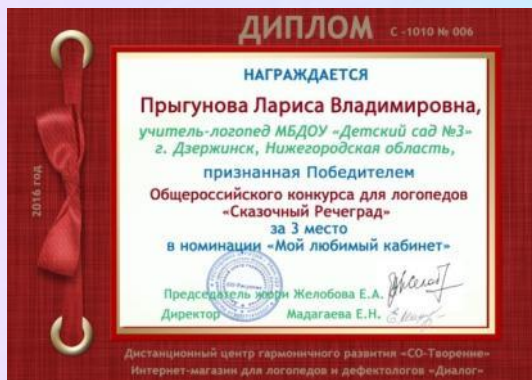 ДИПЛОМ С -1010 № 006
НАГРАЖДАЕТСЯ
Прыгунова Лариса Владимировна,
учитель-логопед МБДОУ «Детский сад №3»
г. Дзержинск, Нижегородская область,
признанная Победителем
Общероссийского конкурса для логопедов
«Сказочный Речеград»
за 3 место
в номинации «Мой любимый кабинет»
Председатель жюри Желобова Е.А.
Директор Мадагаева Е.Н.
2016 год
Дистанционный центр гармоничного развития «СО-Творение»
Интернет-магазин для логопедов и дефектологов «Диалог»